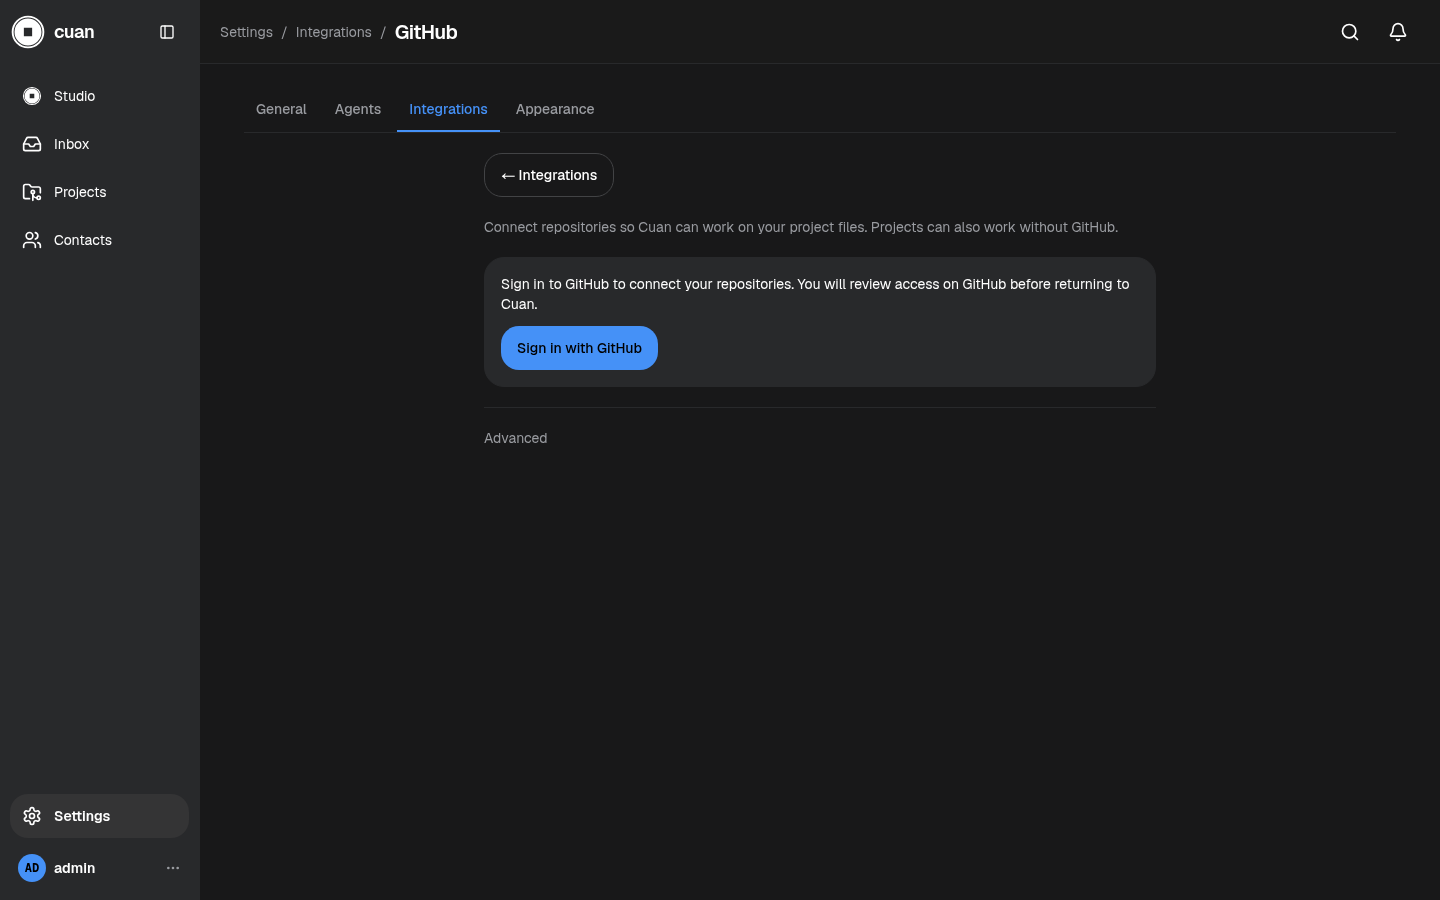 cuan
Settings / Integrations / GitHub
Studio
Inbox
Projects
Contacts
General Agents Integrations Appearance
← Integrations
Connect repositories so Cuan can work on your project files. Projects can also work without GitHub.
Sign in to GitHub to connect your repositories. You will review access on GitHub before returning to
Cuan.
Sign in with GitHub
Advanced
Settings
AD admin